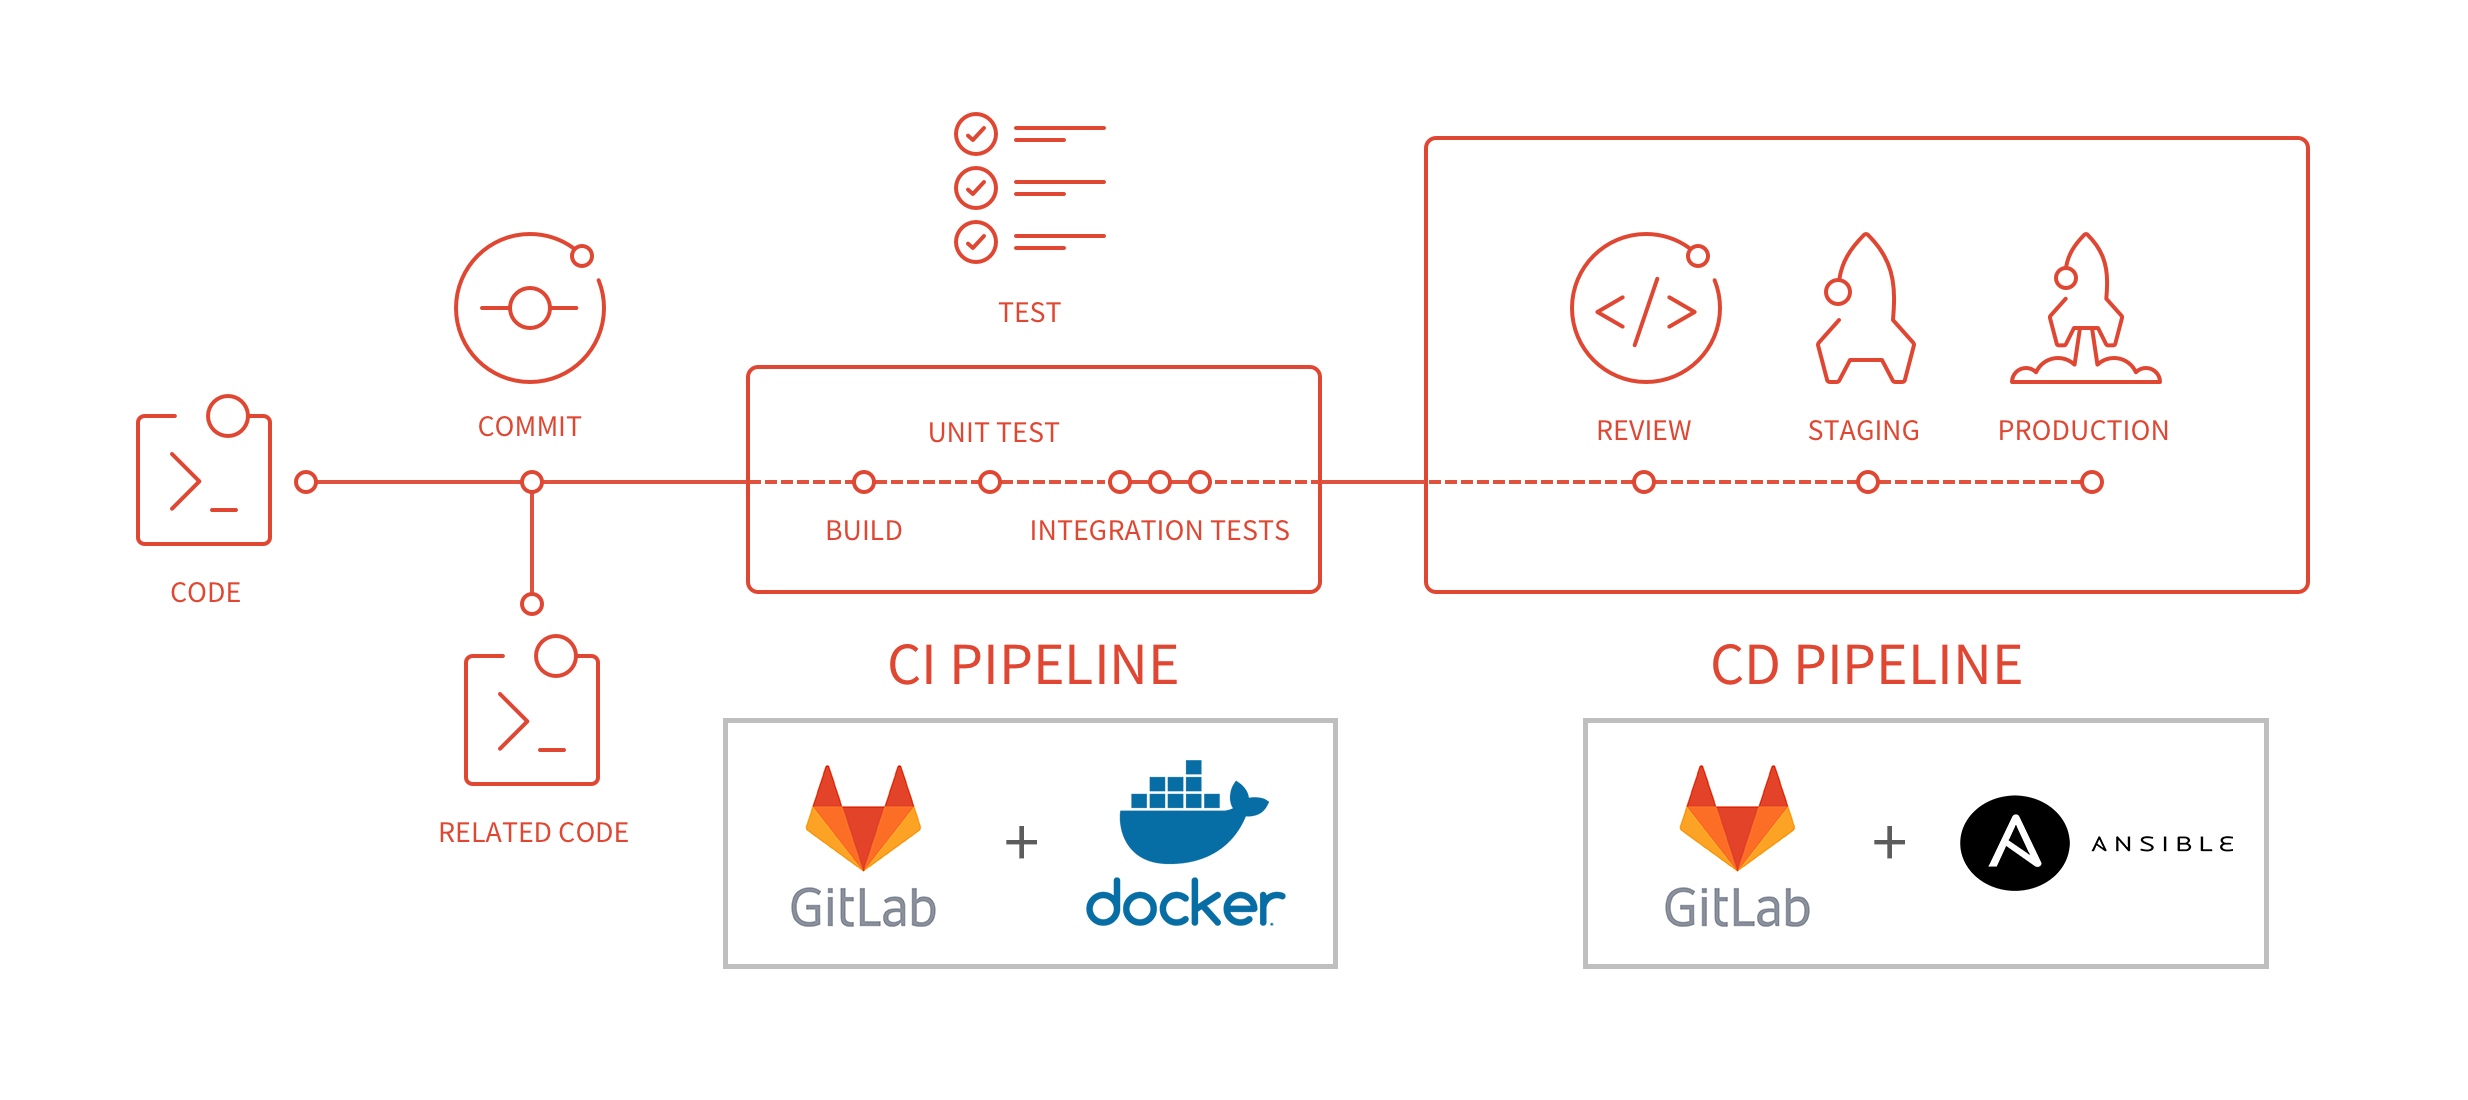 TEST
COMMIT
UNIT TEST
REVIEW
STAGING
PRODUCTION
BUILD
INTEGRATION TESTS
CODE
CI PIPELINE
CD PIPELINE
RELATED CODE
GitLab
+
docker
GitLab
+
ANSIBLE